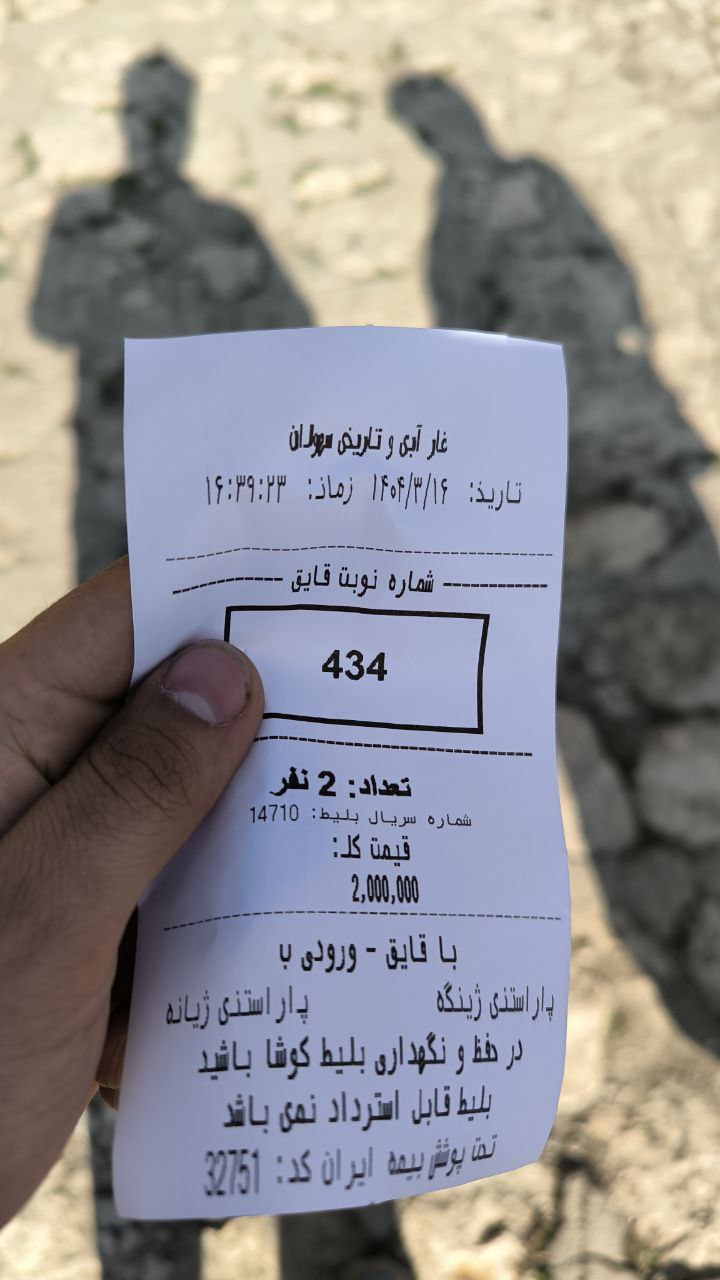 غار آبی و تاریخی سهولان
تاریخ: ۱۴۰۴/۳/۱۶ زمان: ۱۶:۳۹:۲۳
شماره نوبت قایق
434
تعداد: 2 نفر
شماره سریال بلیط: 14710
قیمت کل:
2,000,000
با قایق - ورودی ب
پاراستنی ژینگه پاراستنی ژیانه
در حفظ و نگهداری بلیط کوشا باشید
بلیط قابل استرداد نمی باشد
تحت پوشش بیمه ایران کد: 32751